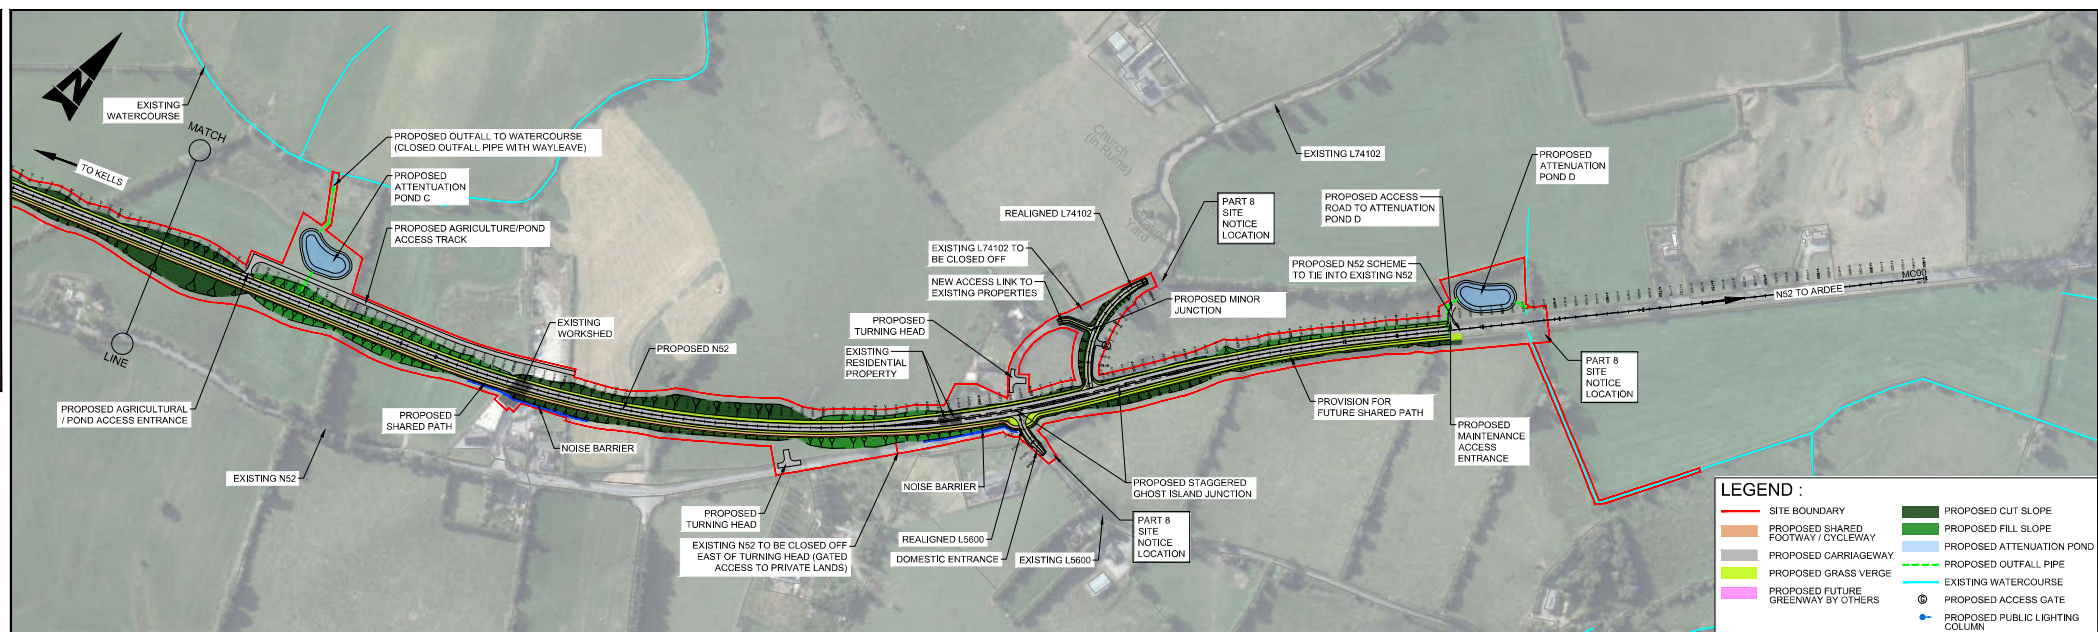 N
EXISTING
WATERCOURSE
MATCH
LINE
TO KELLS
PROPOSED OUTFALL TO WATERCOURSE
(CLOSED OUTFALL PIPE WITH WAYLEAVE)
PROPOSED
ATTENTUATION
POND C
PROPOSED AGRICULTURE/POND
ACCESS TRACK
PROPOSED AGRICULTURAL
/ POND ACCESS ENTRANCE
EXISTING N52
PROPOSED
SHARED PATH
EXISTING
WORKSHED
NOISE BARRIER
PROPOSED N52
PROPOSED
TURNING HEAD
EXISTING N52 TO BE CLOSED OFF
EAST OF TURNING HEAD (GATED
ACCESS TO PRIVATE LANDS)
EXISTING
RESIDENTIAL
PROPERTY
PROPOSED
TURNING HEAD
NEW ACCESS LINK TO
EXISTING PROPERTIES
EXISTING L74102 TO
BE CLOSED OFF
REALIGNED L74102
Church
(in Ruins)
Yard
PART 8
SITE
NOTICE
LOCATION
PROPOSED MINOR
JUNCTION
EXISTING L74102
NOISE BARRIER
REALIGNED L5600
DOMESTIC ENTRANCE
EXISTING L5600
PART 8
SITE
NOTICE
LOCATION
PROPOSED STAGGERED
GHOST ISLAND JUNCTION
PROVISION FOR
FUTURE SHARED PATH
PROPOSED N52 SCHEME
TO TIE INTO EXISTING N52
PROPOSED ACCESS
ROAD TO ATTENUATION
POND D
PROPOSED
ATTENUATION
POND D
PROPOSED
MAINTENANCE
ACCESS
ENTRANCE
PART 8
SITE
NOTICE
LOCATION
N52 TO ARDEE
MC00
LEGEND :
SITE BOUNDARY
PROPOSED SHARED
FOOTWAY / CYCLEWAY
PROPOSED CARRIAGEWAY
PROPOSED GRASS VERGE
PROPOSED FUTURE
GREENWAY BY OTHERS
PROPOSED CUT SLOPE
PROPOSED FILL SLOPE
PROPOSED ATTENUATION POND
PROPOSED OUTFALL PIPE
EXISTING WATERCOURSE
G PROPOSED ACCESS GATE
PROPOSED PUBLIC LIGHTING
COLUMN